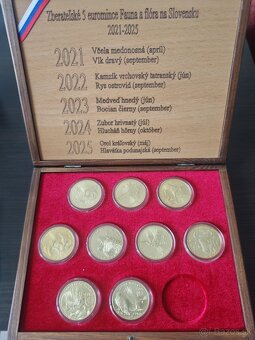 Zberateľské 5 euromince Fauna a flóra na Slovensku
2021-2025
2021 Včela medonosná (apríl)
Vlk dravý (september)
2022 Kamzík vrchovský tatranský (jún)
Rys ostrovid (september)
2023 Medveď hnedý (jún)
Bocian čierny (september)
2024 Zubor hrivnatý (júl)
Hlucháň hôrny (október)
2025 Orol kráľovský (máj)
Hlavátka podunajská (september)